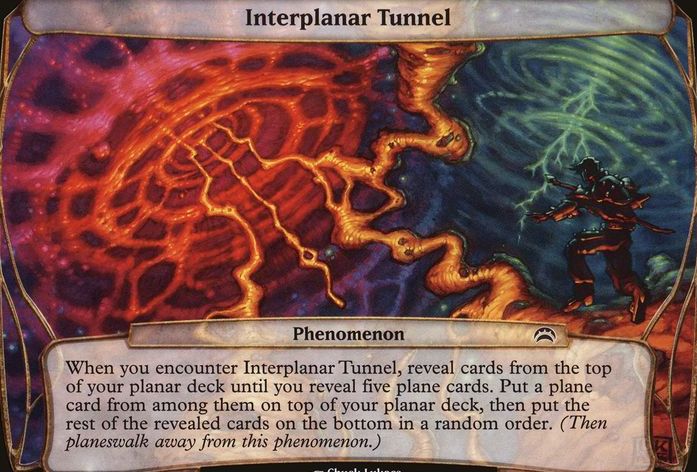 Interplanar Tunnel
Phenomenon
When you encounter Interplanar Tunnel, reveal cards from the top
of your planar deck until you reveal five plane cards. Put a plane
card from among them on top of your planar deck, then put the
rest of the revealed cards on the bottom in a random order. (Then
planeswalk away from this phenomenon.)
Chuck Lukacs